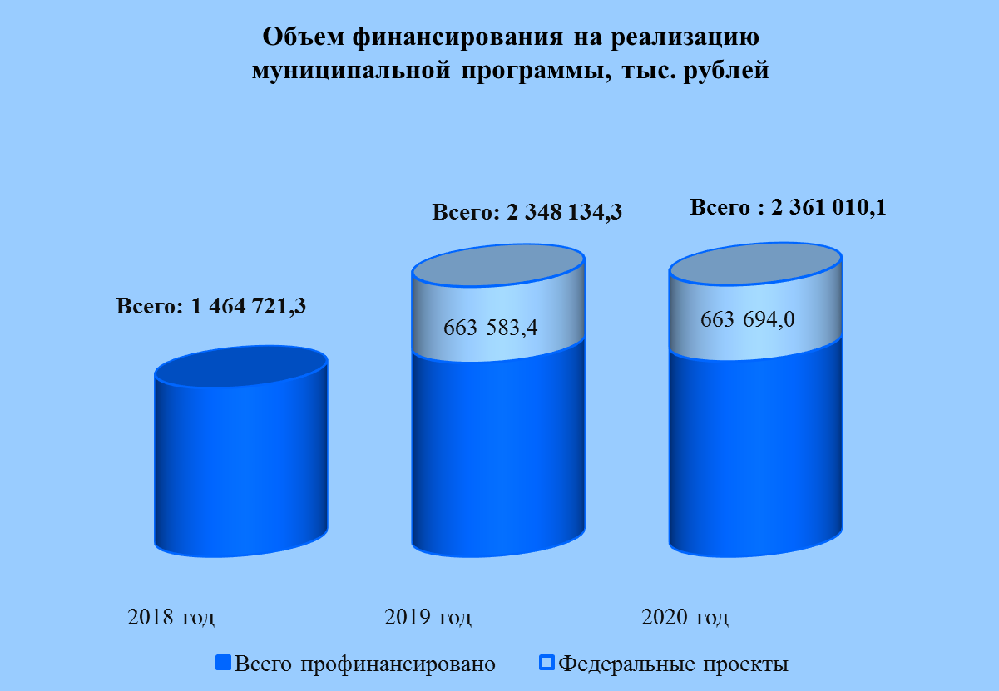 Объем финансирования на реализацию
муниципальной программы, тыс. рублей
Всего: 1 464 721,3
Всего: 2 348 134,3
Всего : 2 361 010,1
663 583,4
663 694,0
2018 год
2019 год
2020 год
Всего профинансировано
Федеральные проекты